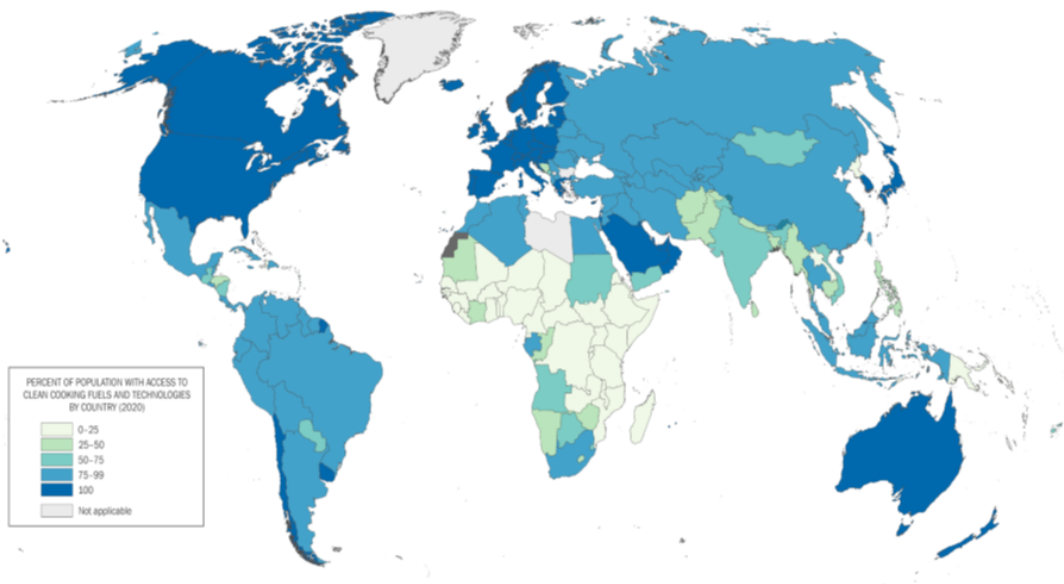 PERCENT OF POPULATION WITH ACCESS TO
CLEAN COOKING FUELS AND TECHNOLOGIES
BY COUNTRY (2020)
0-25
25-50
50-75
75-99
100
Not applicable